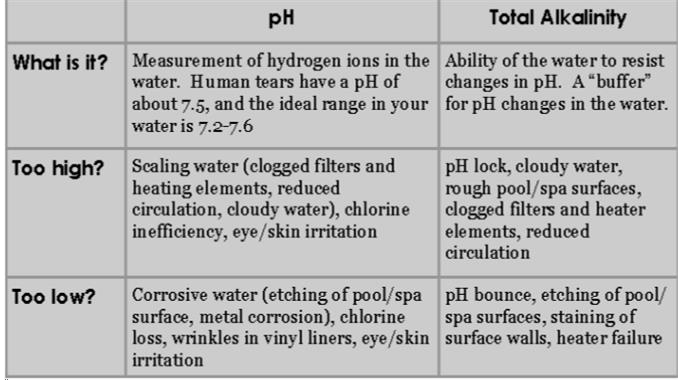 pH
Total Alkalinity
What is it?
Measurement of hydrogen ions in the
water.  Human tears have a pH of
about 7.5, and the ideal range in your
water is 7.2-7.6
Ability of the water to resist
changes in pH.  A “buffer”
for pH changes in the water.
Too high?
Scaling water (clogged filters and
heating elements, reduced
circulation, cloudy water), chlorine
inefficiency, eye/skin irritation
pH lock, cloudy water,
rough pool/spa surfaces,
clogged filters and heater
elements, reduced
circulation
Too low?
Corrosive water (etching of pool/spa
surface, metal corrosion), chlorine
loss, wrinkles in vinyl liners, eye/skin
irritation
pH bounce, etching of pool/
spa surfaces, staining of
surface walls, heater failure